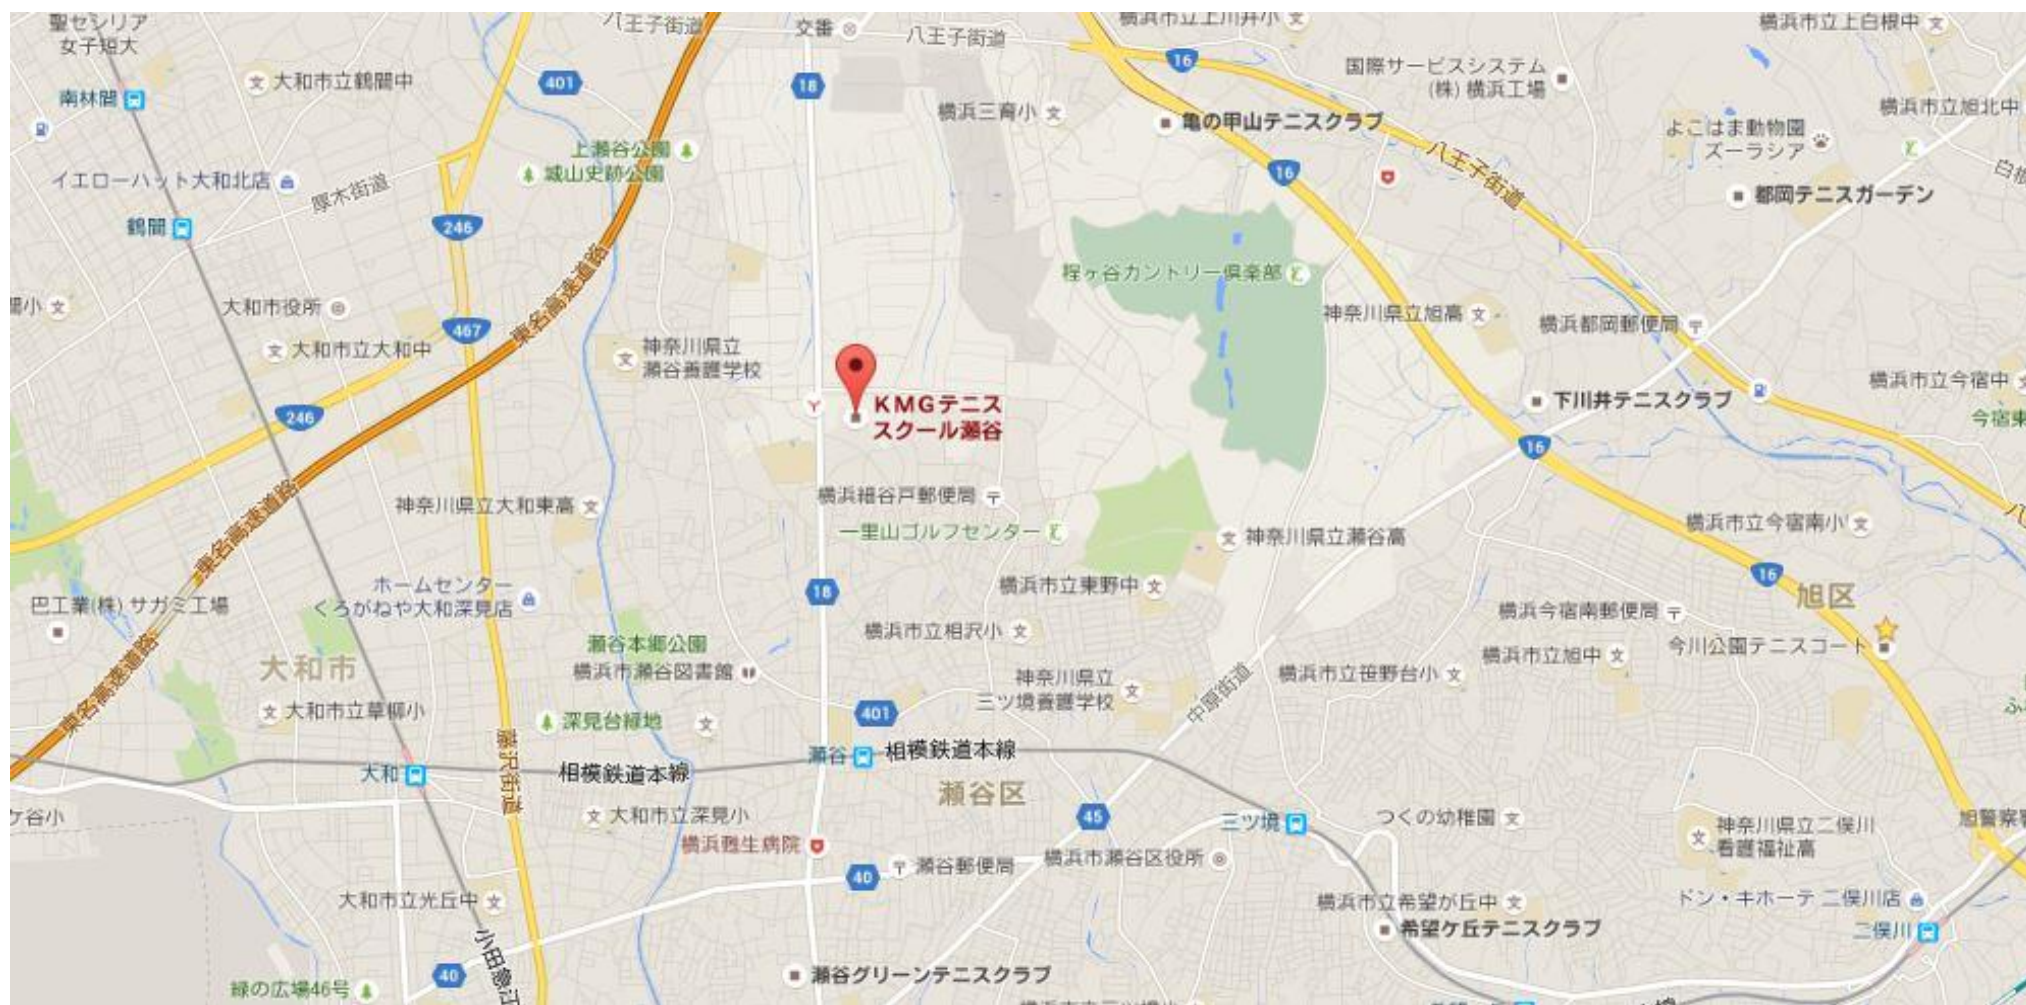 聖セシリア
女子短大
八王子街道
交番
八王子街道
横浜市立上川井小
横浜市立上白根中
16
国際サービスシステム
(株) 横浜工場
大和市立鶴間中
401
18
南林間
横浜三育小
亀の甲山テニスクラブ
横浜市立旭北中
よこはま動物園
ズーラシア
上瀬谷公園
城山史跡公園
八王子街道
イエローハット大和北店
厚木街道
16
都岡テニスガーデン
鶴間
246
東名高速道路
程ヶ谷カントリー倶楽部
大和市役所
神奈川県立旭高
横浜都岡郵便局
467
大和市立大和中
神奈川県立
瀬谷養護学校
横浜市立今宿中
KMGテニス
スクール瀬谷
下川井テニスクラブ
246
今宿東
16
東名高速道路
神奈川県立大和東高
横浜細谷戸郵便局
一里山ゴルフセンター
神奈川県立瀬谷高
横浜市立今宿南小
ホームセンター
くろがねや大和深見店
18
横浜市立東野中
16
旭区
巴工業(株) サガミ工場
横浜今宿南郵便局
東名高速道路
瀬谷本郷公園
横浜市立相沢小
今川公園テニスコート
大和市
横浜市瀬谷図書館
神奈川県立
三ツ境養護学校
横浜市立笹野台小
横浜市立旭中
中原街道
大和市立草柳小
深見台緑地
401
藤沢街道
瀬谷
相模鉄道本線
大和
相模鉄道本線
瀬谷区
ケ谷小
大和市立深見小
45
三ツ境
つくの幼稚園
旭警察署
神奈川県立二俣川
看護福祉高
横浜甦生病院
瀬谷郵便局
横浜市瀬谷区役所
40
大和市立光丘中
横浜市立希望が丘中
ドン・キホーテ 二俣川店
希望ケ丘テニスクラブ
二俣川
小田急江
40
瀬谷グリーンテニスクラブ
緑の広場46号